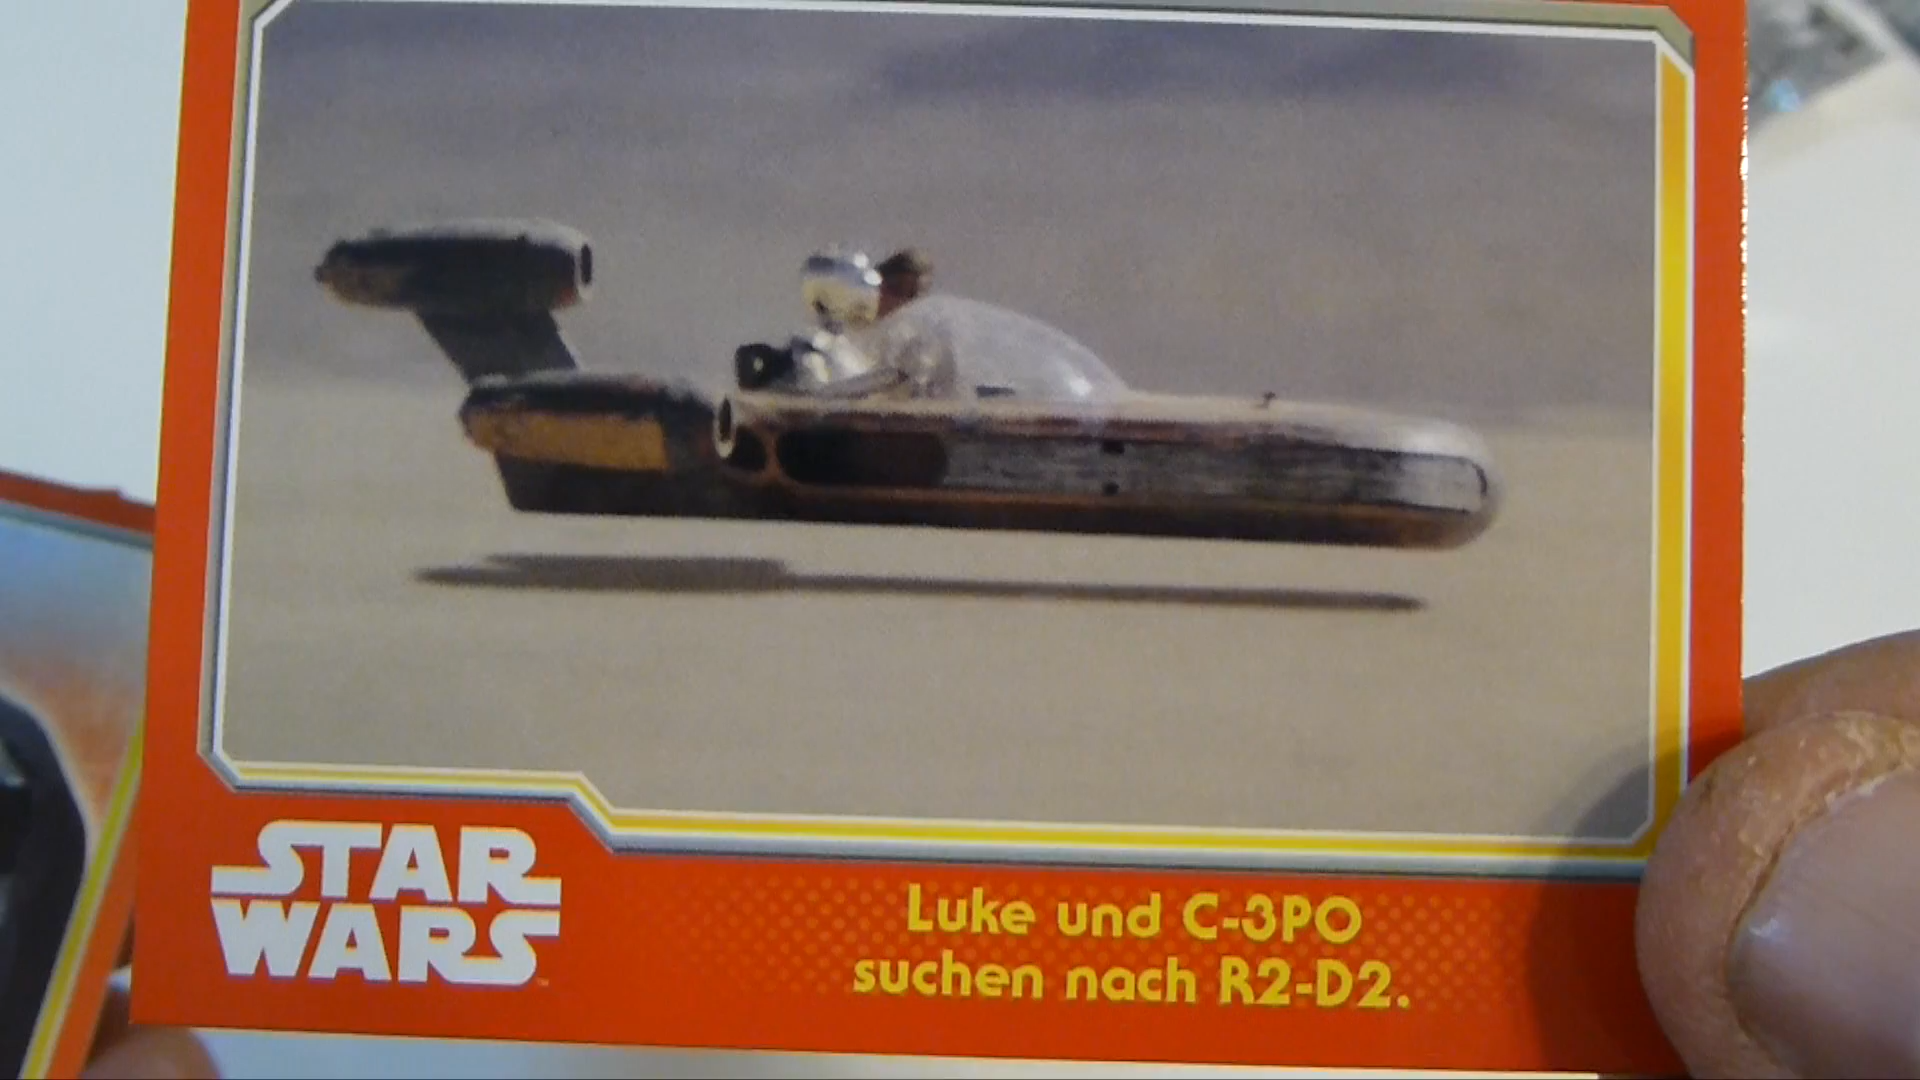 STAR
WARS
Luke und C-3PO
suchen nach R2-D2.